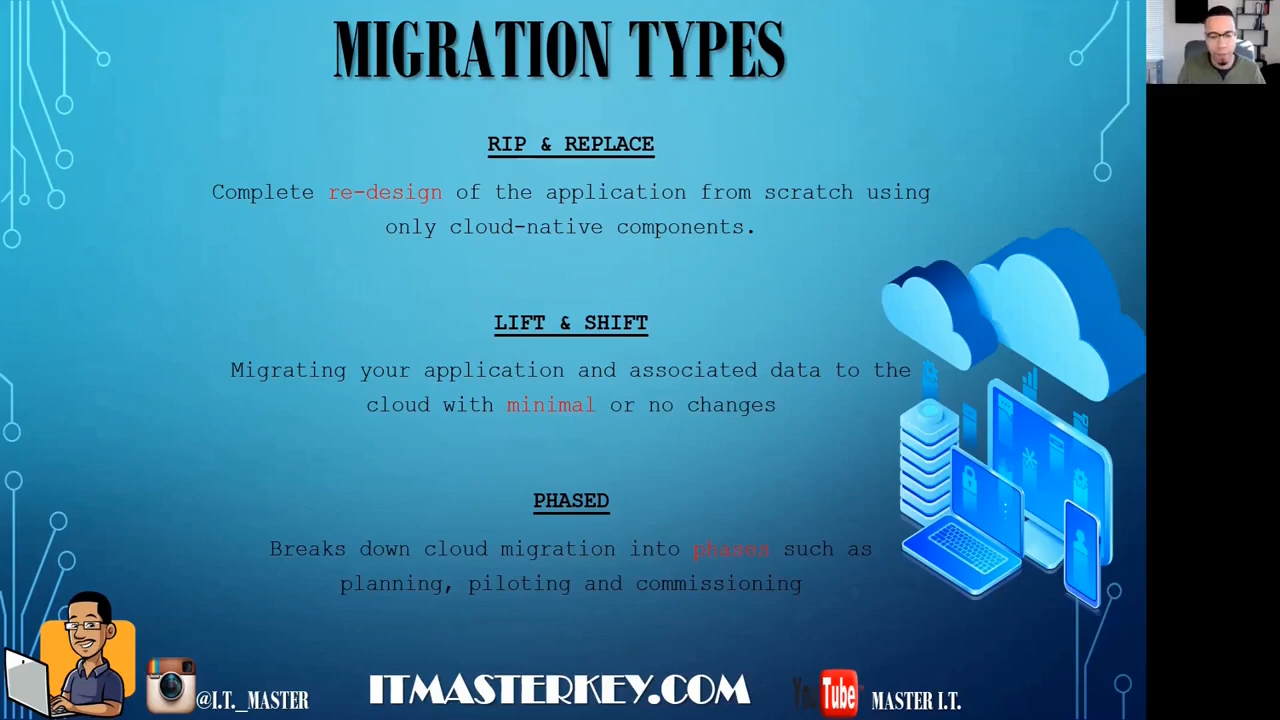 MIGRATION TYPES
RIP & REPLACE
Complete re-design of the application from scratch using
only cloud-native components.
LIFT & SHIFT
Migrating your application and associated data to the
cloud with minimal or no changes
PHASED
Breaks down cloud migration into phases such as
planning, piloting and commissioning
@I.T._MASTER
ITMASTERKEY.COM
YouTube
MASTER I.T.